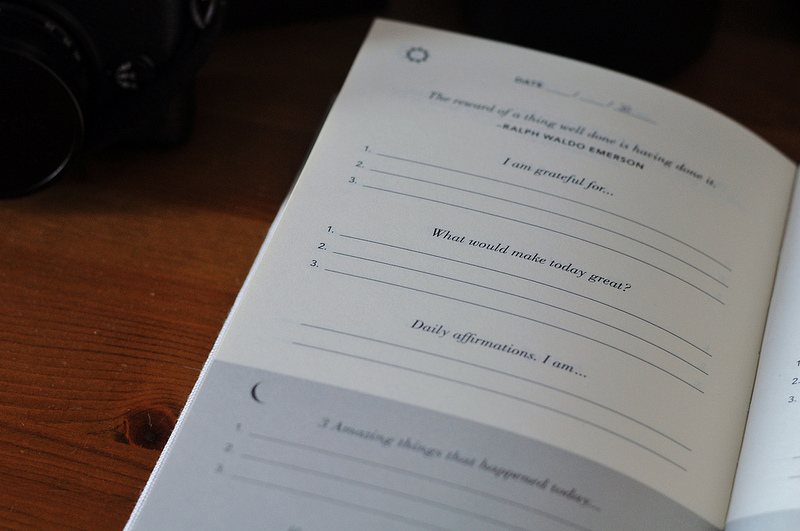 DATE ___/___/20___
The reward of a thing well done is having done it.
–RALPH WALDO EMERSON
I am grateful for...
1.
2.
3.
What would make today great?
1.
2.
3.
Daily affirmations. I am...
3 Amazing things that happened today...
1.
2.
3.
1.
2.
3.